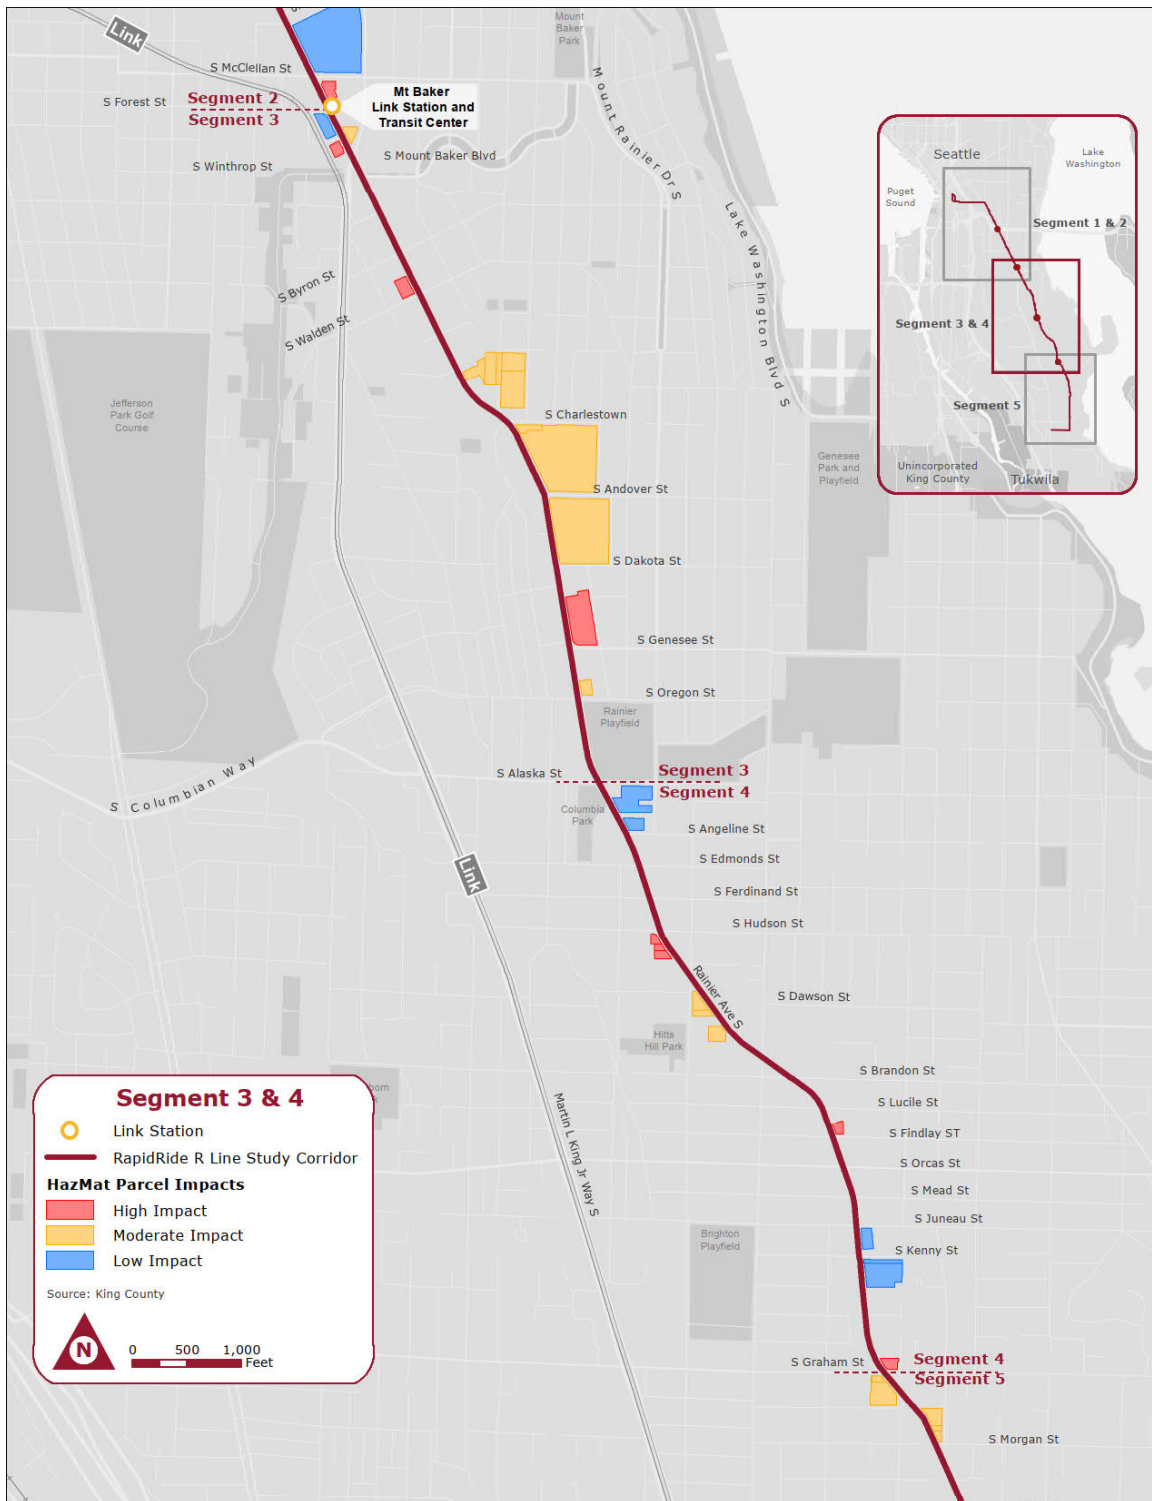 Link
Mount
Baker
Park
S McClellan St
S Forest St
Segment 2
Segment 3
Mt Baker
Link Station and
Transit Center
S Mount Baker Blvd
S Winthrop St
Mount Rainier Dr S
Lake Washington Blvd S
S Byron St
S Walden St
Jefferson
Park Golf
Course
S Charlestown
Genesee
Park and
Playfield
S Andover St
S Dakota St
S Genesee St
S Oregon St
Rainier
Playfield
S Columbian Way
S Alaska St
Segment 3
Segment 4
Columbia
Park
S Angeline St
S Edmonds St
Link
S Ferdinand St
S Hudson St
Rainier Ave S
S Dawson St
Hitts
Hill Park
S Brandon St
S Lucile St
Martin L King Jr Way S
S Findlay ST
S Orcas St
S Mead St
S Juneau St
Brighton
Playfield
S Kenny St
S Graham St
Segment 4
Segment 5
S Morgan St
Seattle
Lake
Washington
Puget
Sound
Segment 1 & 2
Segment 3 & 4
Segment 5
Unincorporated
King County
Tukwila
Segment 3 & 4
Link Station
RapidRide R Line Study Corridor
HazMat Parcel Impacts
High Impact
Moderate Impact
Low Impact
Source: King County
N
0 500 1,000
Feet